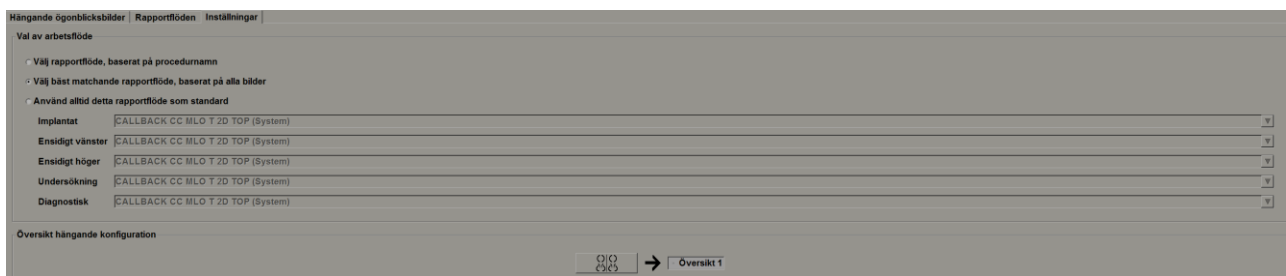 Hängande ögonblicksbilder Rapportflöden Inställningar
Val av arbetsflöde
Välj rapportflöde, baserat på procedurnamn
Välj bäst matchande rapportflöde, baserat på alla bilder
Använd alltid detta rapportflöde som standard
Implantat CALLBACK CC MLO T 2D TOP (System)
Ensidigt vänster CALLBACK CC MLO T 2D TOP (System)
Ensidigt höger CALLBACK CC MLO T 2D TOP (System)
Undersökning CALLBACK CC MLO T 2D TOP (System)
Diagnostisk CALLBACK CC MLO T 2D TOP (System)
Översikt hängande konfiguration
Översikt 1